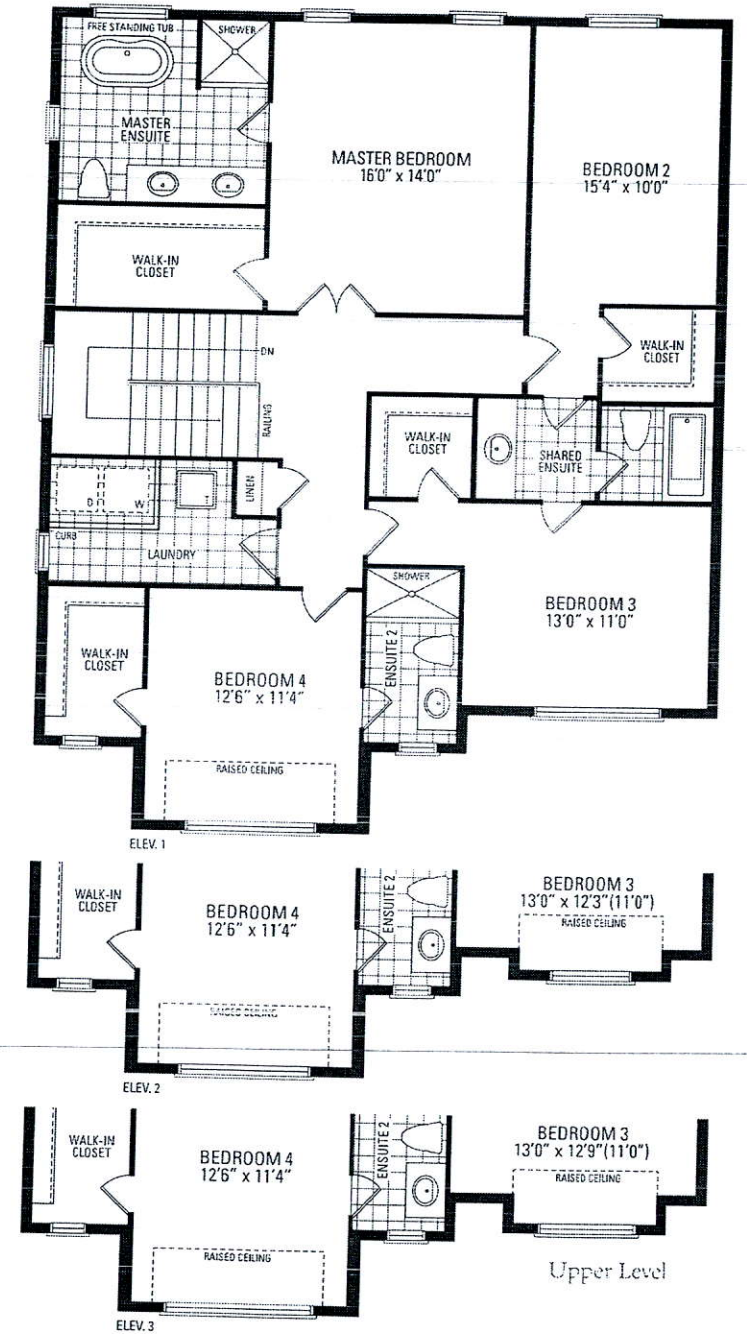 FREE STANDING TUB
SHOWER
MASTER
ENSUITE
MASTER BEDROOM
16'0" x 14'0"
BEDROOM 2
15'4" x 10'0"
WALK-IN
CLOSET
DN
RAILING
WALK-IN
CLOSET
WALK-IN
CLOSET
SHARED
ENSUITE
LINEN
D
W
T
CURB
LAUNDRY
SHOWER
ENSUITE 2
BEDROOM 3
13'0" x 11'0"
WALK-IN
CLOSET
BEDROOM 4
12'6" x 11'4"
RAISED CEILING
ELEV. 1
WALK-IN
CLOSET
BEDROOM 4
12'6" x 11'4"
ENSUITE 2
BEDROOM 3
13'0" x 12'3"(11'0")
RAISED CEILING
RAISED CEILING
ELEV. 2
WALK-IN
CLOSET
BEDROOM 4
12'6" x 11'4"
ENSUITE 2
BEDROOM 3
13'0" x 12'9"(11'0")
RAISED CEILING
RAISED CEILING
Upper Level
ELEV. 3